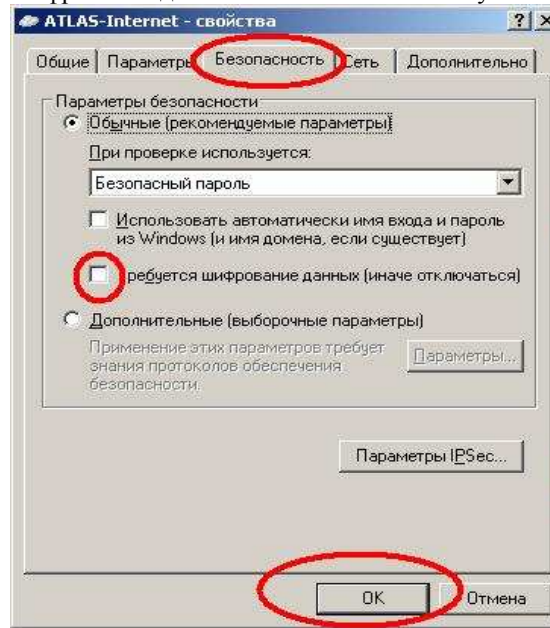 ATLAS-Internet - свойства
Общие Параметры Безопасность Сеть Дополнительно
Параметры безопасности
Обычные (рекомендуемые параметры)
При проверке используется:
Безопасный пароль
Использовать автоматически имя входа и пароль
из Windows (и имя домена, если существует)
ребуется шифрование данных (иначе отключаться)
Дополнительные (выборочные параметры)
Применение этих параметров требует
знания протоколов обеспечения
безопасности.
Параметры...
Параметры IPSec...
OK Отмена